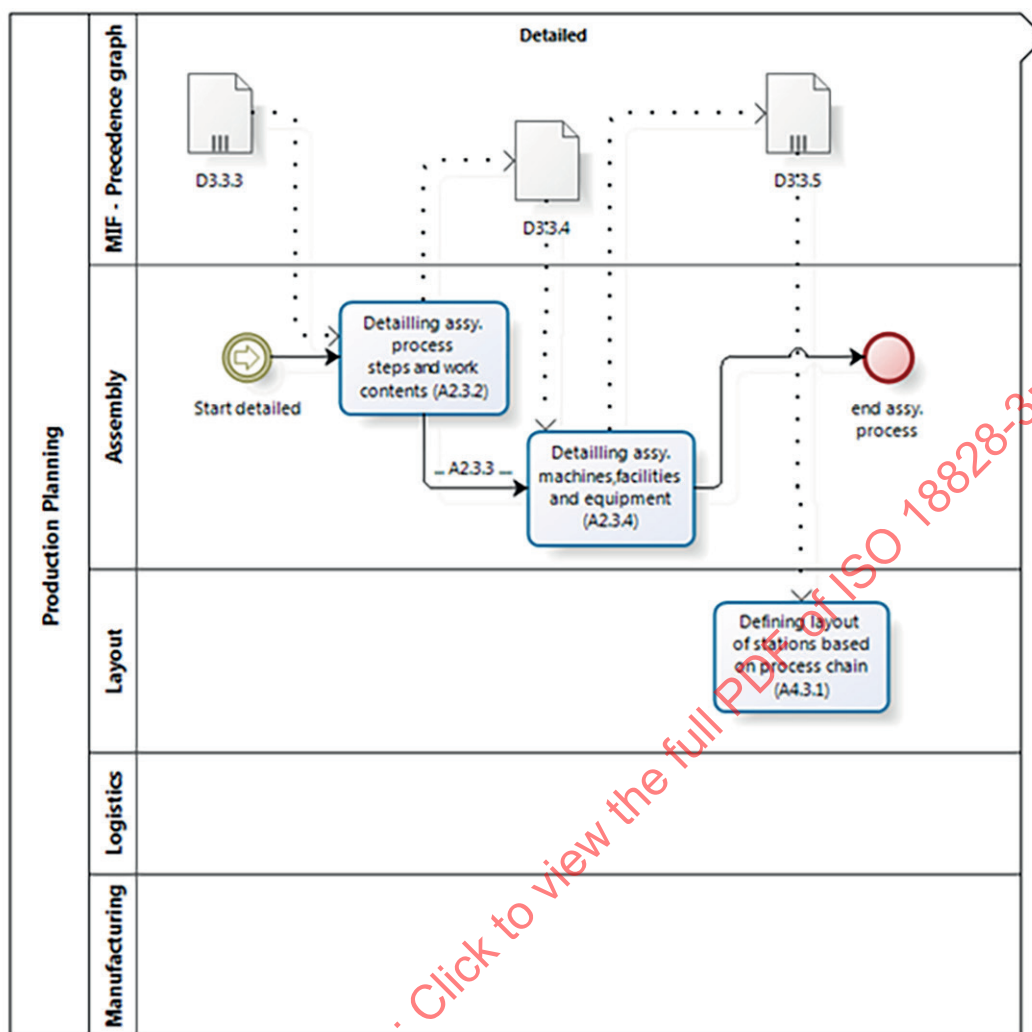 Detailed
Production Planning
MIF - Precedence graph
D3.3.3
D3.3.4
D3.3.5
Assembly
Start detailed
Detailling assy.
process
steps and work
contents (A2.3.2)
A2.3.3
Detailling assy.
machines,facilities
and equipment
(A2.3.4)
end assy.
process
Layout
Defining layout
of stations based
on process chain
(A4.3.1)
Logistics
Manufacturing
Click to view the full PDF of ISO 18828-3